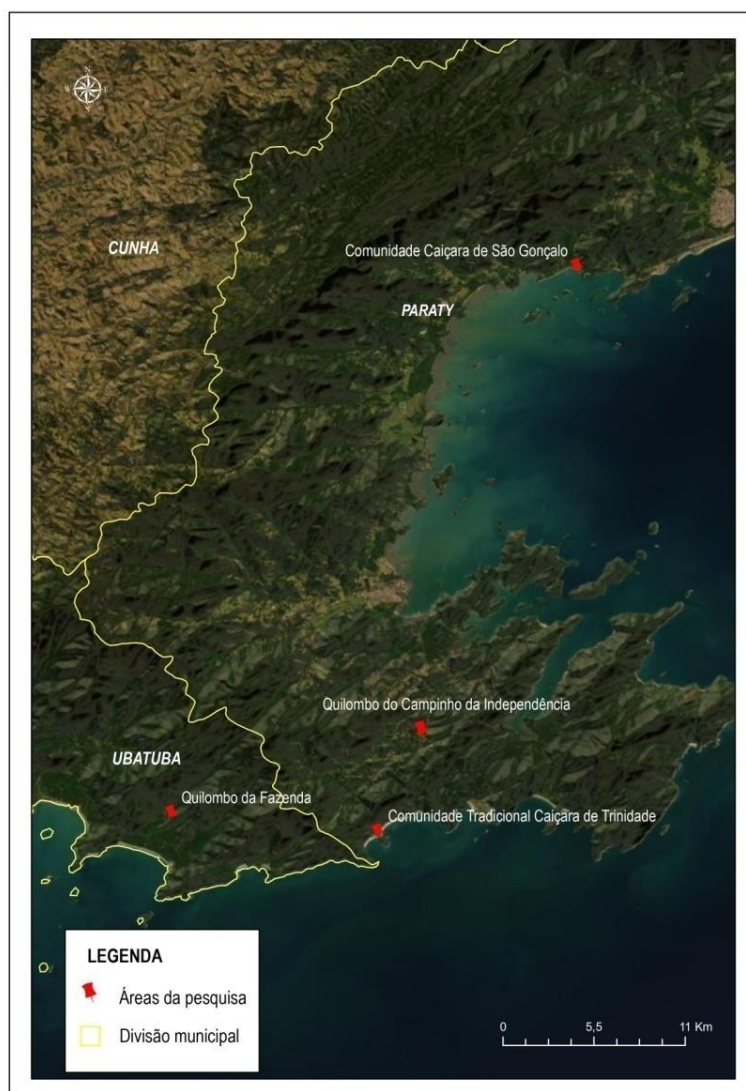 N
W E
S
CUNHA
Comunidade Caiçara de São Gonçalo
PARATY
Quilombo do Campinho da Independência
UBATUBA
Quilombo da Fazenda
Comunidade Tradicional Caiçara de Trinidade
LEGENDA
Áreas da pesquisa
Divisão municipal
0 5,5 11 Km